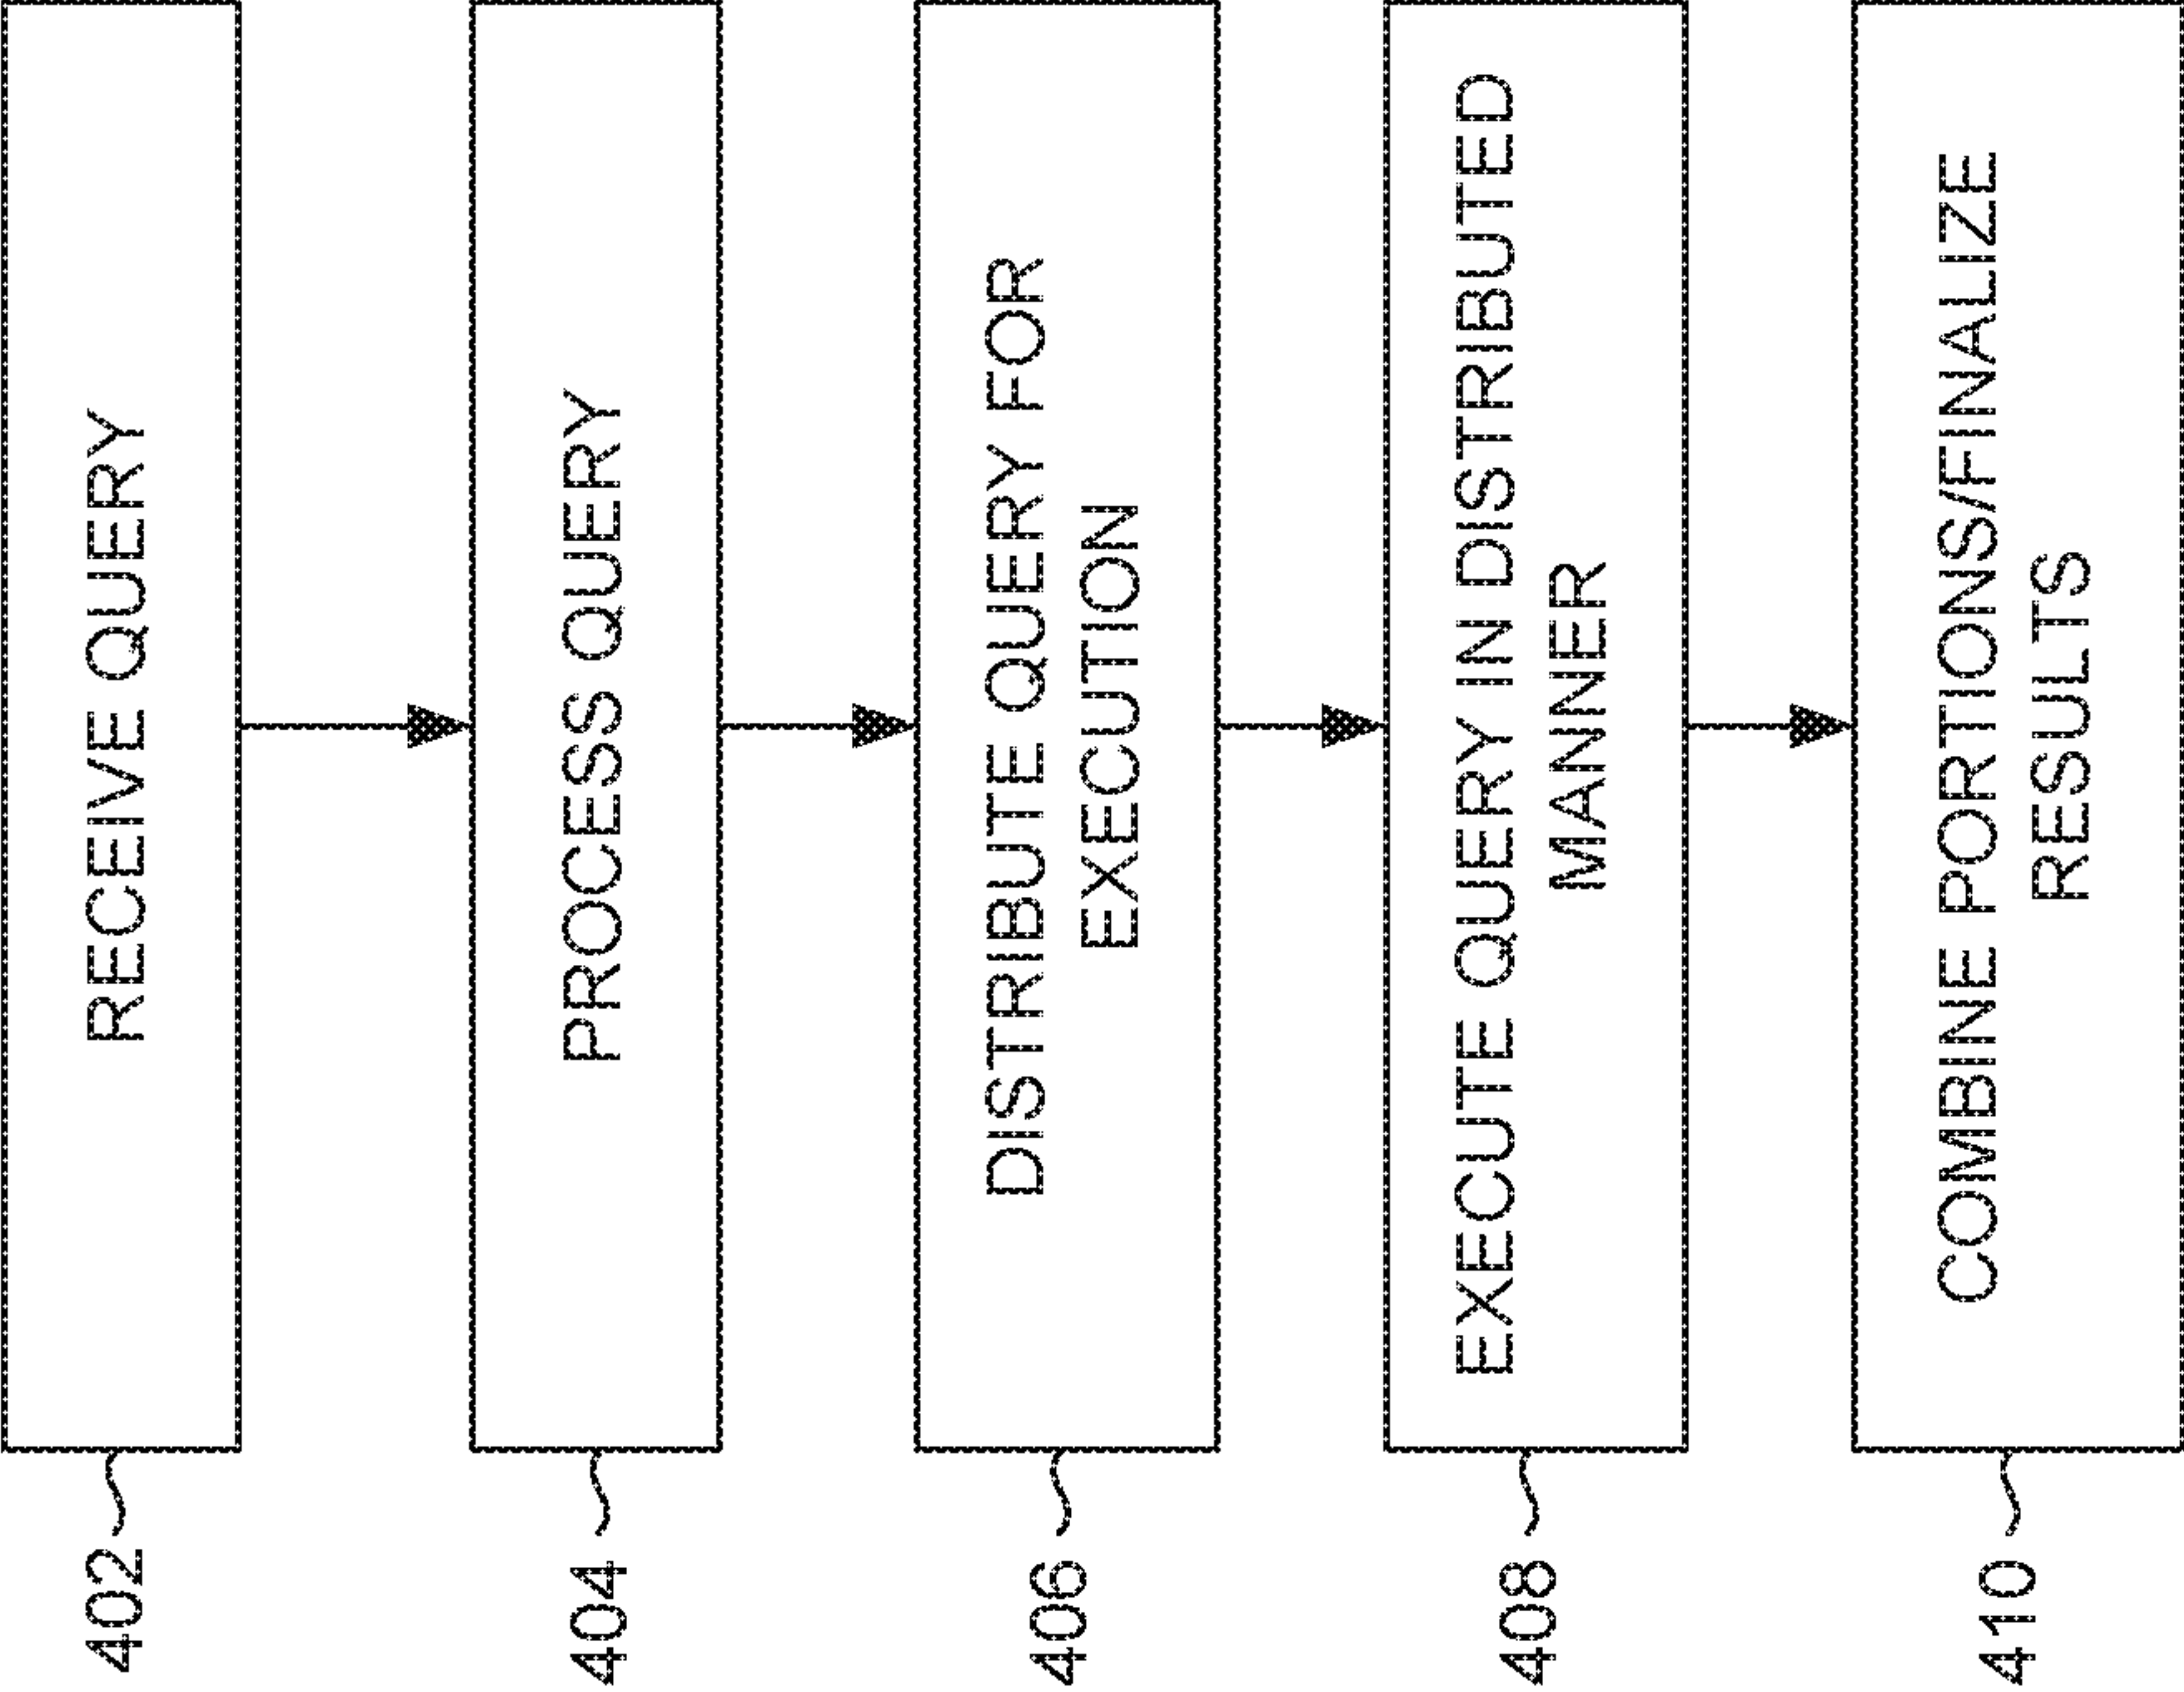 402
RECEIVE QUERY
404
PROCESS QUERY
406
DISTRIBUTE QUERY FOR
EXECUTION
408
EXECUTE QUERY IN DISTRIBUTED
MANNER
410
COMBINE PORTIONS/FINALIZE
RESULTS